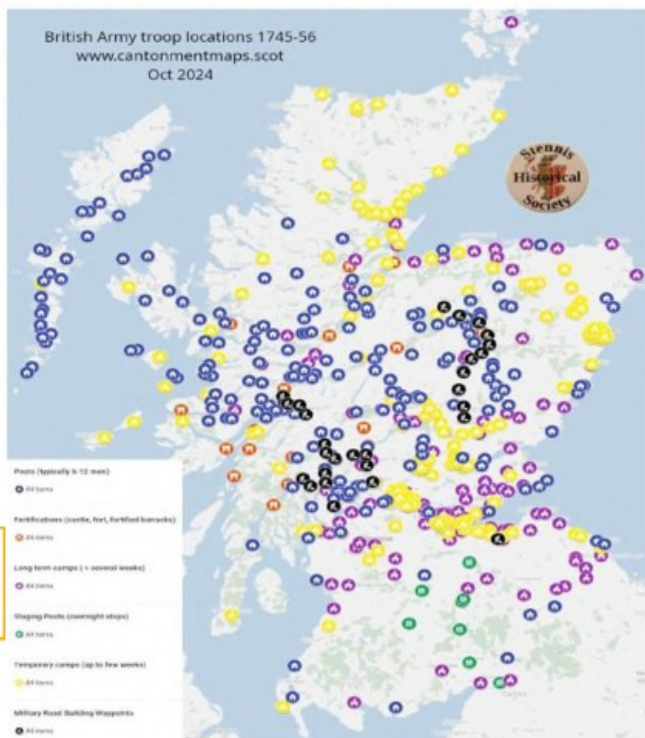 British Army troop locations 1745-56
www.cantonmentmaps.scot
Oct 2024
Stennis
Historical
Society
Posts (typically 6-12 men)
All items
Fortifications (castle, fort, fortified barracks)
All items
Long term camps ( + several weeks)
All items
Staging Posts (overnight stops)
All items
Temporary camps (up to few weeks)
All items
Military Road Building Waypoints
All items